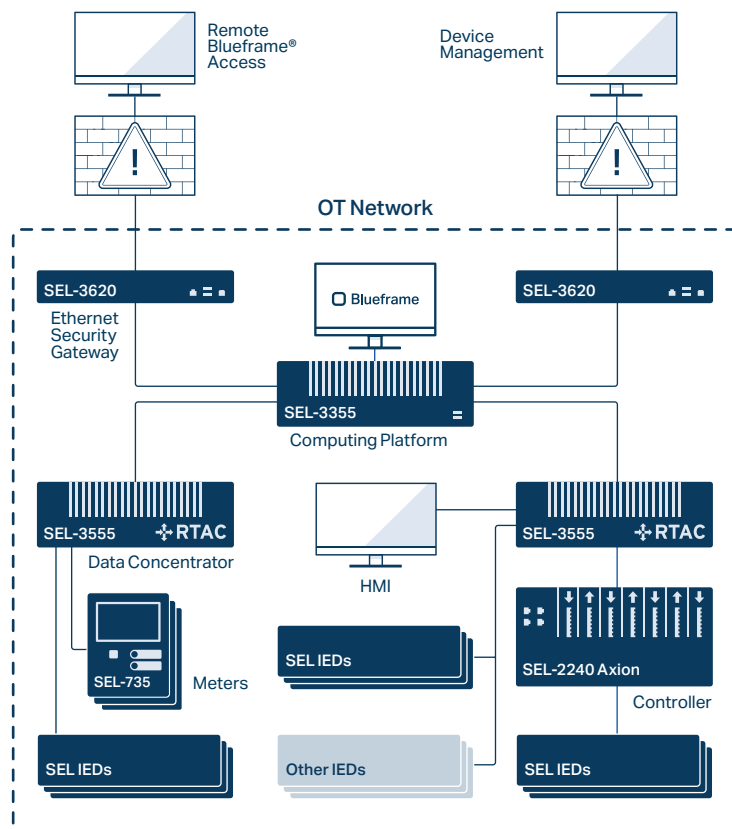 Remote
Blueframe®
Access
Device
Management
!
!
OT Network
SEL-3620
Ethernet
Security
Gateway
Blueframe
SEL-3620
SEL-3355
Computing Platform
SEL-3555
RTAC
Data Concentrator
HMI
SEL-3555
RTAC
SEL-735
Meters
SEL IEDs
SEL-2240 Axion
Controller
SEL IEDs
Other IEDs
SEL IEDs